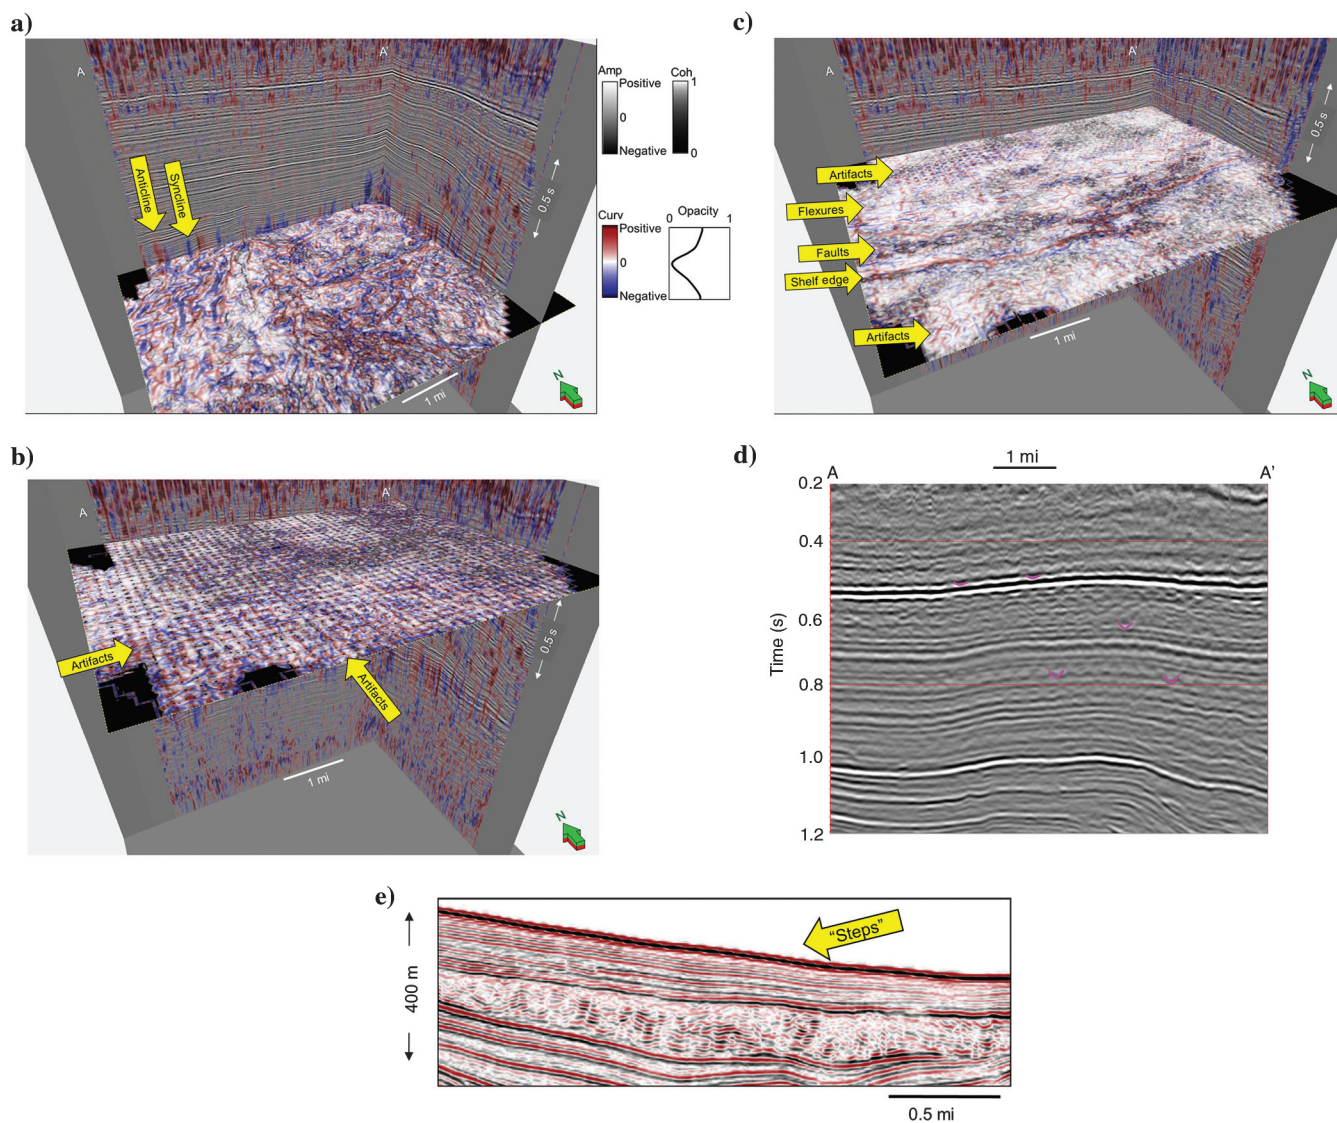 a)
A
A'
Anticline
Syncline
0.5 s
1 mi
N
Amp
Positive
0
Negative
Coh
1
0
Curv
Positive
0
Negative
Opacity
0 1
c)
A
A'
0.5 s
Artifacts
Flexures
Faults
Shelf edge
Artifacts
1 mi
N
b)
A
A'
0.5 s
Artifacts
Artifacts
1 mi
N
d)
1 mi
A
A'
0.2
0.4
0.6
0.8
1.0
1.2
Time (s)
e)
400 m
"Steps"
0.5 mi